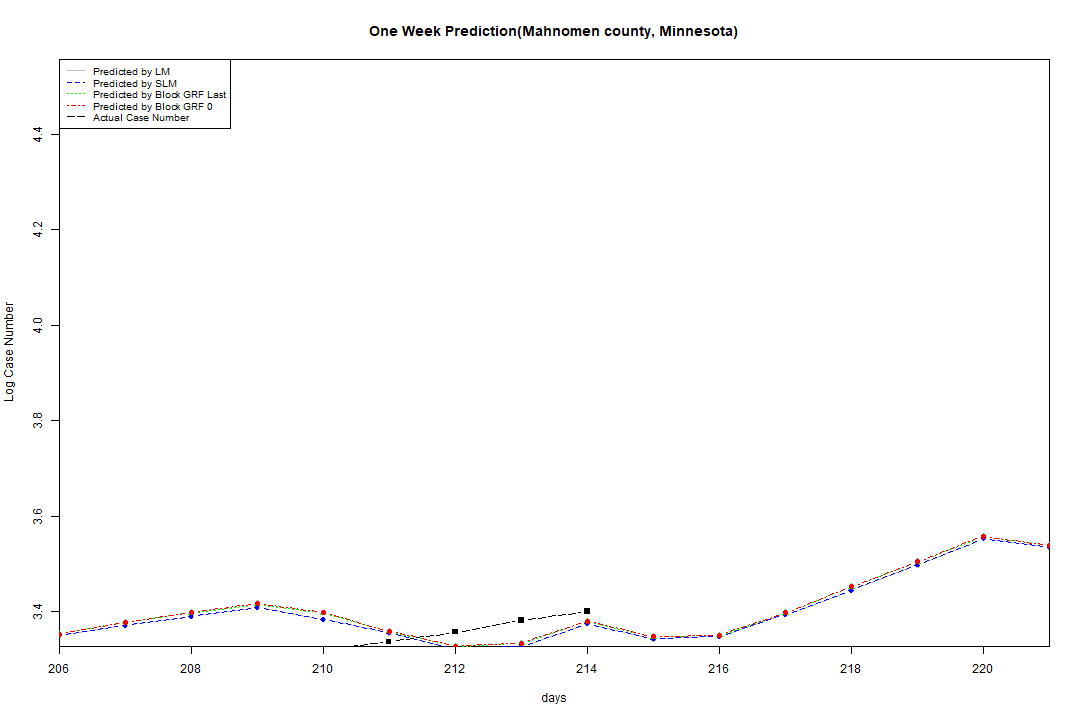 One Week Prediction(Mahnomen county, Minnesota)
Predicted by LM
Predicted by SLM
Predicted by Block GRF Last
Predicted by Block GRF 0
Actual Case Number
4.4
4.2
4.0
3.8
3.6
3.4
Log Case Number
206 208 210 212 214 216 218 220
days